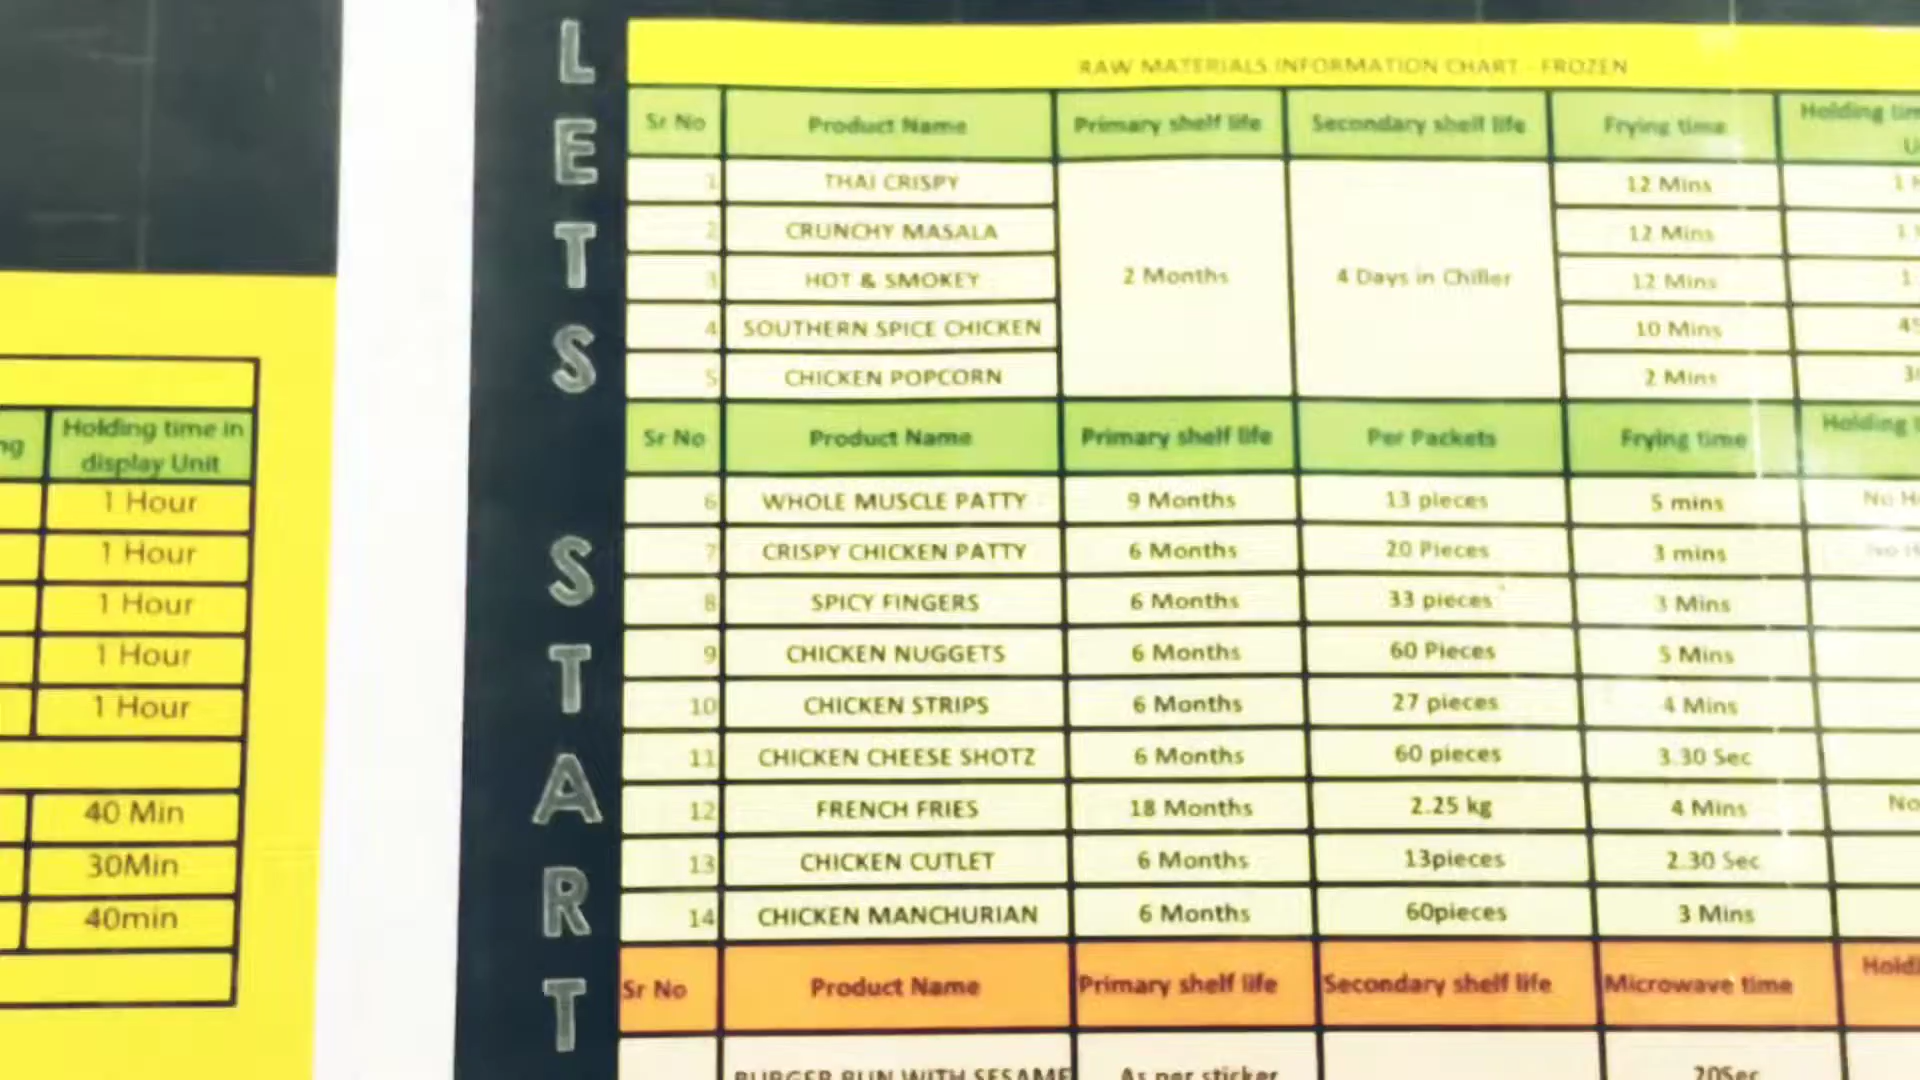 Holding time in
display Unit
1 Hour
1 Hour
1 Hour
1 Hour
1 Hour
40 Min
30Min
40min
LETS START
RAW MATERIALS INFORMATION CHART - FROZEN
Sr No Product Name Primary shelf life Secondary shelf life Frying time Holding
1 THAI CRISPY 12 Mins
2 CRUNCHY MASALA 12 Mins
3 HOT & SMOKEY 2 Months 4 Days in Chiller 12 Mins
4 SOUTHERN SPICE CHICKEN 10 Mins
5 CHICKEN POPCORN 2 Mins
Sr No Product Name Primary shelf life Per Packets Frying time Holding
6 WHOLE MUSCLE PATTY 9 Months 13 pieces 5 mins No
7 CRISPY CHICKEN PATTY 6 Months 20 Pieces 3 mins No
8 SPICY FINGERS 6 Months 33 pieces 3 Mins
9 CHICKEN NUGGETS 6 Months 60 Pieces 5 Mins
10 CHICKEN STRIPS 6 Months 27 pieces 4 Mins
11 CHICKEN CHEESE SHOTZ 6 Months 60 pieces 3.30 Sec
12 FRENCH FRIES 18 Months 2.25 kg 4 Mins No
13 CHICKEN CUTLET 6 Months 13pieces 2.30 Sec
14 CHICKEN MANCHURIAN 6 Months 60pieces 3 Mins
Sr No Product Name Primary shelf life Secondary shelf life Microwave time
BURGER BUN WITH SESAME As per sticker 20Sec